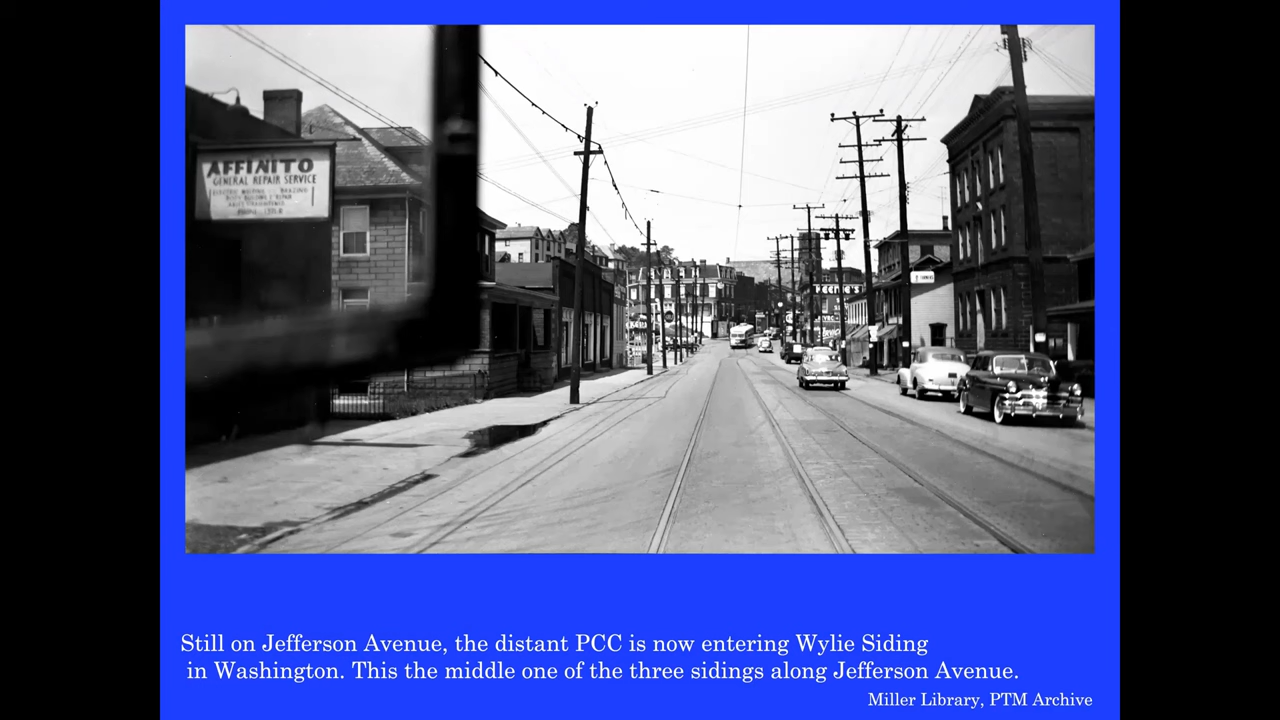 AFFINITO
GENERAL REPAIR SERVICE
Still on Jefferson Avenue, the distant PCC is now entering Wylie Siding
in Washington. This the middle one of the three sidings along Jefferson Avenue.
Miller Library, PTM Archive